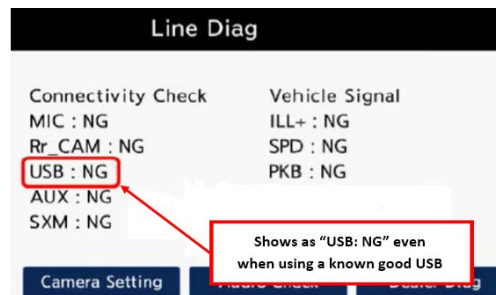 Line Diag
Connectivity Check
MIC : NG
Rr_CAM : NG
USB : NG
AUX : NG
SXM : NG
Vehicle Signal
ILL+ : NG
SPD : NG
PKB : NG
Shows as “USB: NG” even
when using a known good USB
Camera Setting
Diag